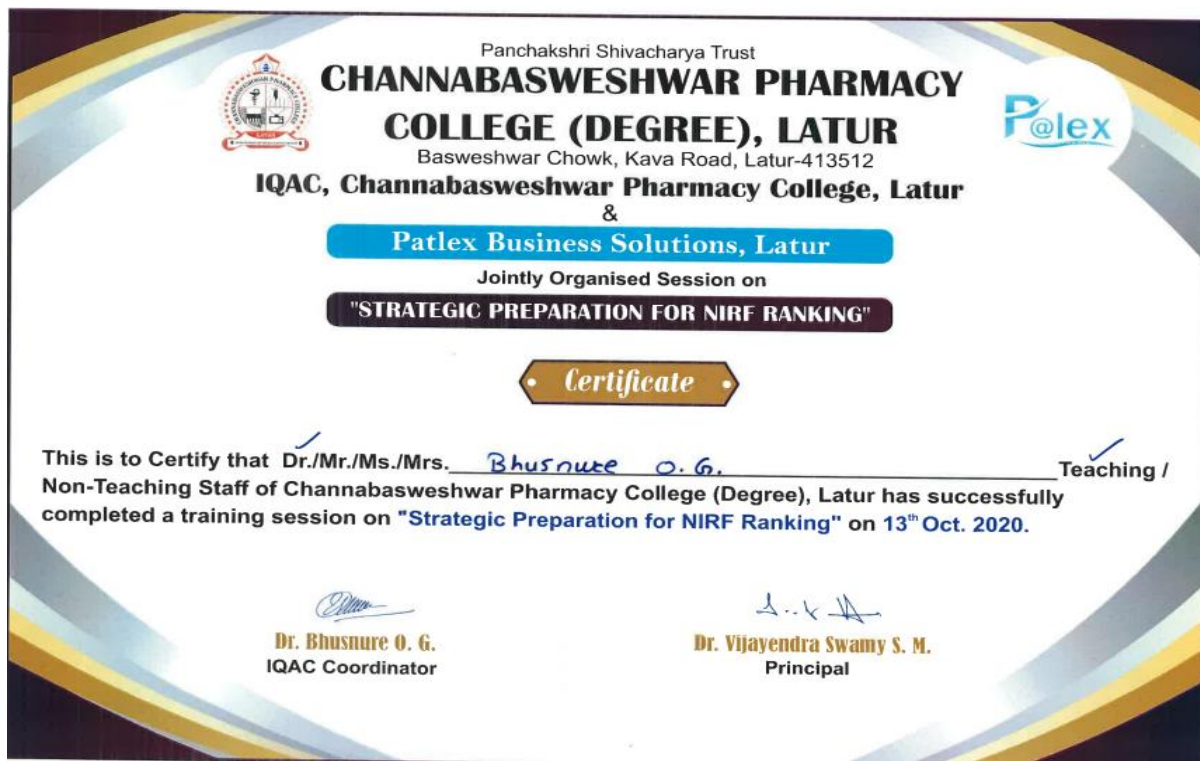 Panchakshri Shivacharya Trust
CHANNABASWESHWAR PHARMACY
COLLEGE (DEGREE), LATUR
Basweshwar Chowk, Kava Road, Latur-413512
P@lex
IQAC, Channabasweshwar Pharmacy College, Latur
&
Patlex Business Solutions, Latur
Jointly Organised Session on
"STRATEGIC PREPARATION FOR NIRF RANKING"
Certificate
This is to Certify that Dr./Mr./Ms./Mrs. Bhusnure O. G. Teaching /
Non-Teaching Staff of Channabasweshwar Pharmacy College (Degree), Latur has successfully
completed a training session on "Strategic Preparation for NIRF Ranking" on 13th Oct. 2020.
Dr. Bhusnure O. G.
IQAC Coordinator
Dr. Vijayendra Swamy S. M.
Principal